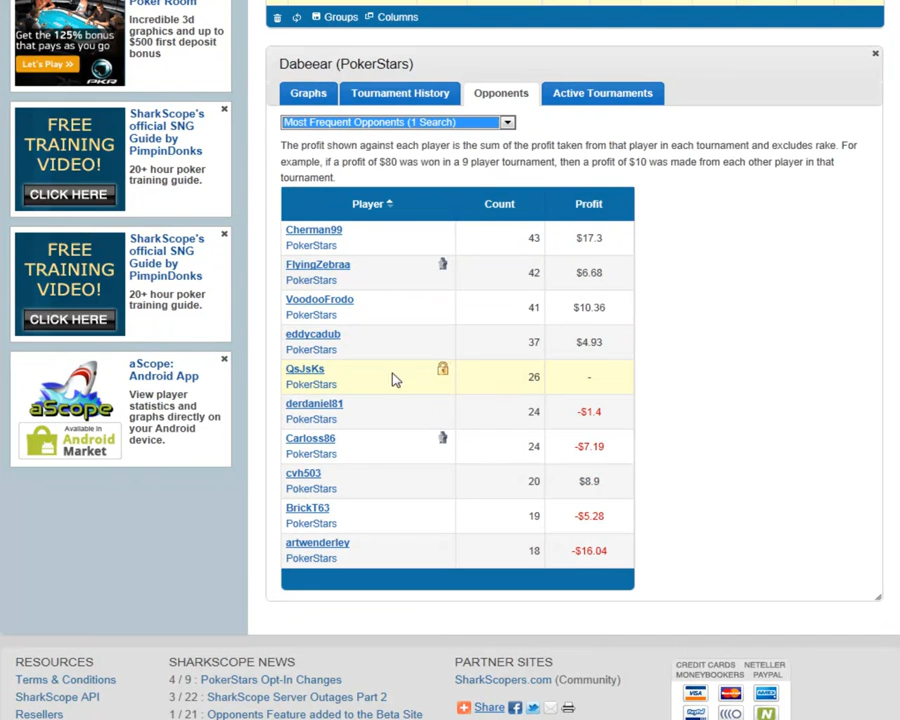 Poker Room
Incredible 3d
graphics and up to
$500 first deposit
bonus
Get the 125% bonus
that pays as you go
Let's Play »
PKR
FREE
TRAINING
VIDEO!
CLICK HERE
SharkScope's
official SNG
Guide by
PimpinDonks
20+ hour poker
training guide.
FREE
TRAINING
VIDEO!
CLICK HERE
SharkScope's
official SNG
Guide by
PimpinDonks
20+ hour poker
training guide.
aScope
Available in
Android
Market
aScope:
Android App
View player
statistics and
graphs directly on
your Android
device.
Groups Columns
Dabeear (PokerStars)
Graphs Tournament History Opponents Active Tournaments
Most Frequent Opponents (1 Search)
The profit shown against each player is the sum of the profit taken from that player in each tournament and excludes rake. For
example, if a profit of $80 was won in a 9 player tournament, then a profit of $10 was made from each other player in that
tournament.
Player Count Profit
Cherman99
PokerStars 43 $17.3
FlyingZebraa
PokerStars 42 $6.68
VoodooFrodo
PokerStars 41 $10.36
eddycadub
PokerStars 37 $4.93
QsJsKs
PokerStars 26 -
derdaniel81
PokerStars 24 -$1.4
Carloss86
PokerStars 24 -$7.19
cvh503
PokerStars 20 $8.9
BrickT63
PokerStars 19 -$5.28
artwenderley
PokerStars 18 -$16.04
RESOURCES
Terms & Conditions
SharkScope API
Resellers
SHARKSCOPE NEWS
4 / 9 : PokerStars Opt-In Changes
3 / 22 : SharkScope Server Outages Part 2
1 / 21 : Opponents Feature added to the Beta Site
PARTNER SITES
SharkScopers.com (Community)
Share
CREDIT CARDS NETELLER
MONEYBOOKERS PAYPAL
VISA